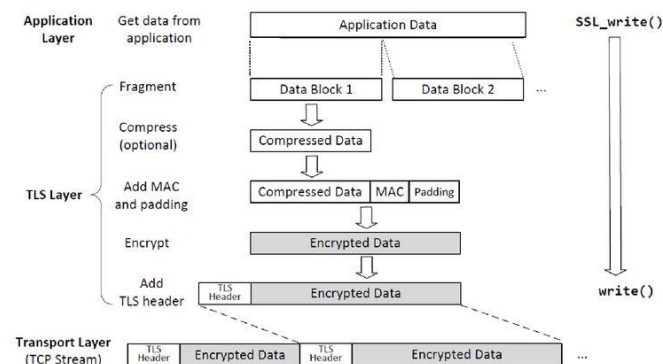 Application Layer
Get data from application
Application Data
SSL_write()
Fragment
Data Block 1
Data Block 2
...
Compress (optional)
Compressed Data
TLS Layer
Add MAC and padding
Compressed Data
MAC
Padding
Encrypt
Encrypted Data
Add TLS header
TLS Header
Encrypted Data
write()
Transport Layer (TCP Stream)
TLS Header
Encrypted Data
TLS Header
Encrypted Data
...